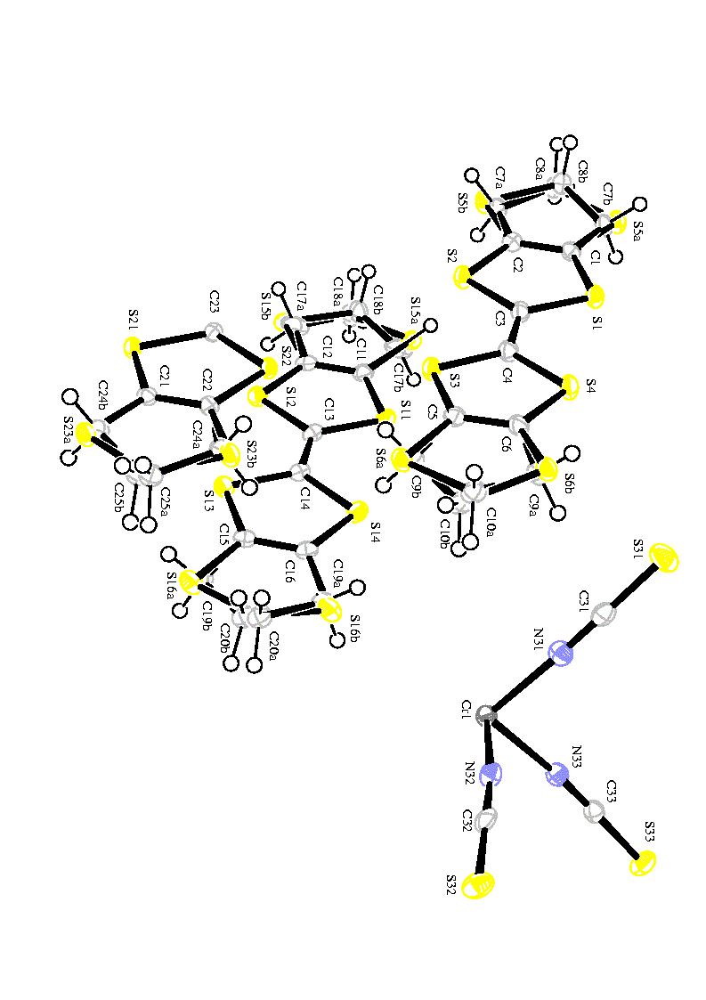 C7a
S5b
C8a
C8b
C7b
S5a
C1
C2
S2
S1
C3
C4
S3
S4
C5
C6
S6a
C9b
C10b
C10a
C9a
S6b
C23
S21
S15b
C17a
C18a
C18b
S15a
C11
C12
C17b
S22
S12
C13
S11
C21
C22
C24b
S23a
C24a
S23b
C25b
C25a
S13
C14
S14
C15
C16
S16a
C19b
C20b
C20a
C19a
S16b
S31
C31
N31
Cr1
N32
N33
C32
C33
S32
S33